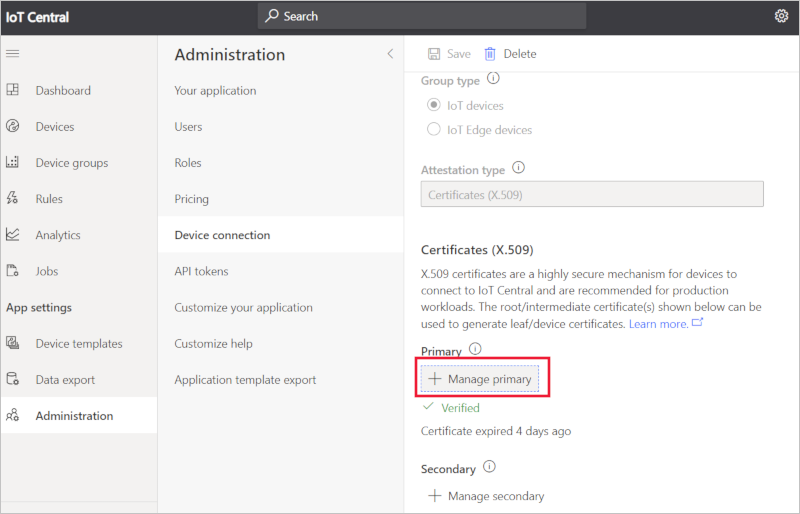 IoT Central
Search
Dashboard
Devices
Device groups
Rules
Analytics
Jobs
App settings
Device templates
Data export
Administration
Administration
Your application
Users
Roles
Pricing
Device connection
API tokens
Customize your application
Customize help
Application template export
Save Delete
Group type
IoT devices
IoT Edge devices
Attestation type
Certificates (X.509)
Certificates (X.509)
X.509 certificates are a highly secure mechanism for devices to
connect to IoT Central and are recommended for production
workloads. The root/intermediate certificate(s) shown below can be
used to generate leaf/device certificates. Learn more.
Primary
Manage primary
Verified
Certificate expired 4 days ago
Secondary
Manage secondary